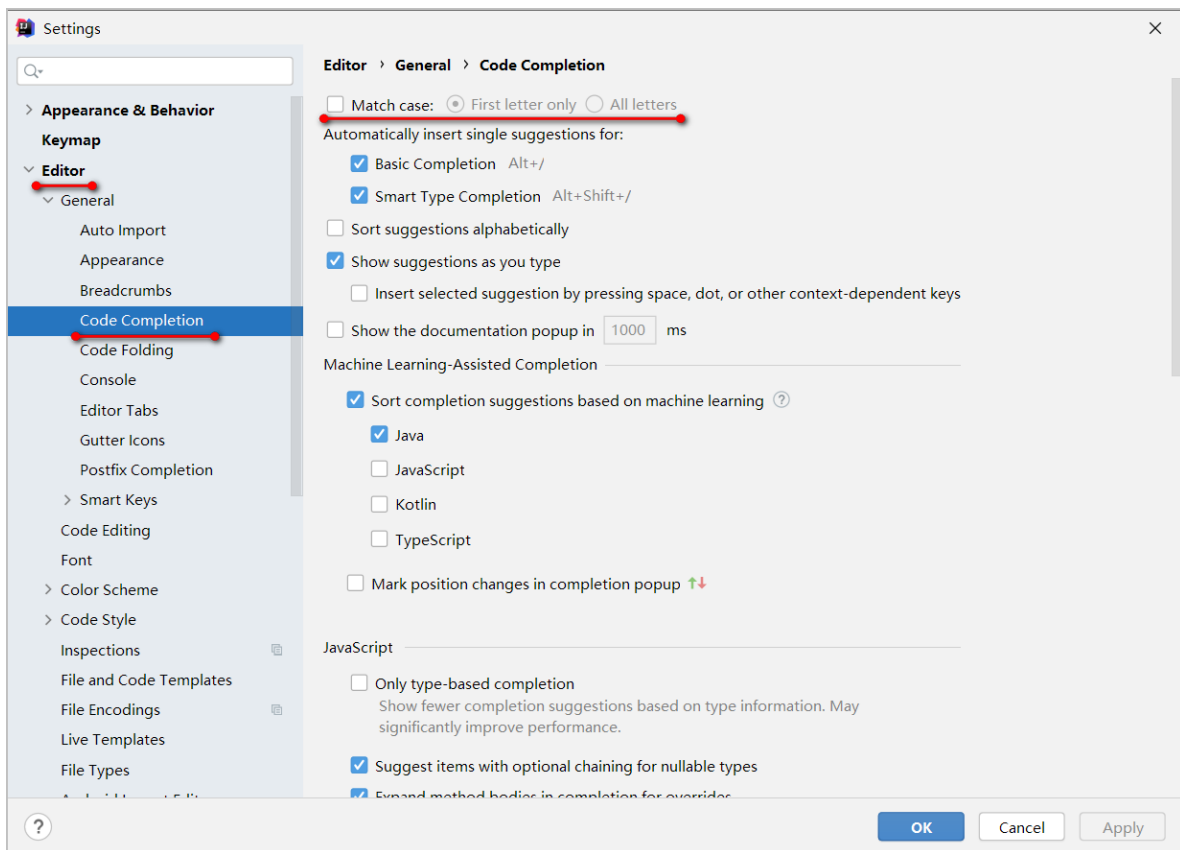 Settings
Appearance & Behavior
Keymap
Editor
General
Auto Import
Appearance
Breadcrumbs
Code Completion
Code Folding
Console
Editor Tabs
Gutter Icons
Postfix Completion
Smart Keys
Code Editing
Font
Color Scheme
Code Style
Inspections
File and Code Templates
File Encodings
Live Templates
File Types
Editor › General › Code Completion
Match case: First letter only All letters
Automatically insert single suggestions for:
Basic Completion Alt+/
Smart Type Completion Alt+Shift+/
Sort suggestions alphabetically
Show suggestions as you type
Insert selected suggestion by pressing space, dot, or other context-dependent keys
Show the documentation popup in 1000 ms
Machine Learning-Assisted Completion
Sort completion suggestions based on machine learning ?
Java
JavaScript
Kotlin
TypeScript
Mark position changes in completion popup
JavaScript
Only type-based completion
Show fewer completion suggestions based on type information. May
significantly improve performance.
Suggest items with optional chaining for nullable types
Expand method bodies in completion for overrides
? OK Cancel Apply